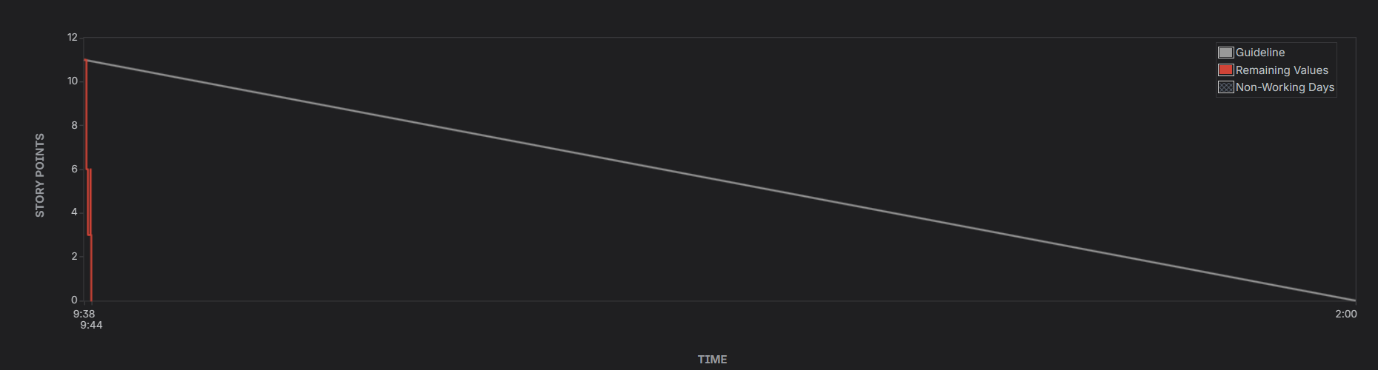 12
10
8
6
4
2
0
STORY POINTS
Guideline
Remaining Values
Non-Working Days
9:38
9:44
2:00
TIME